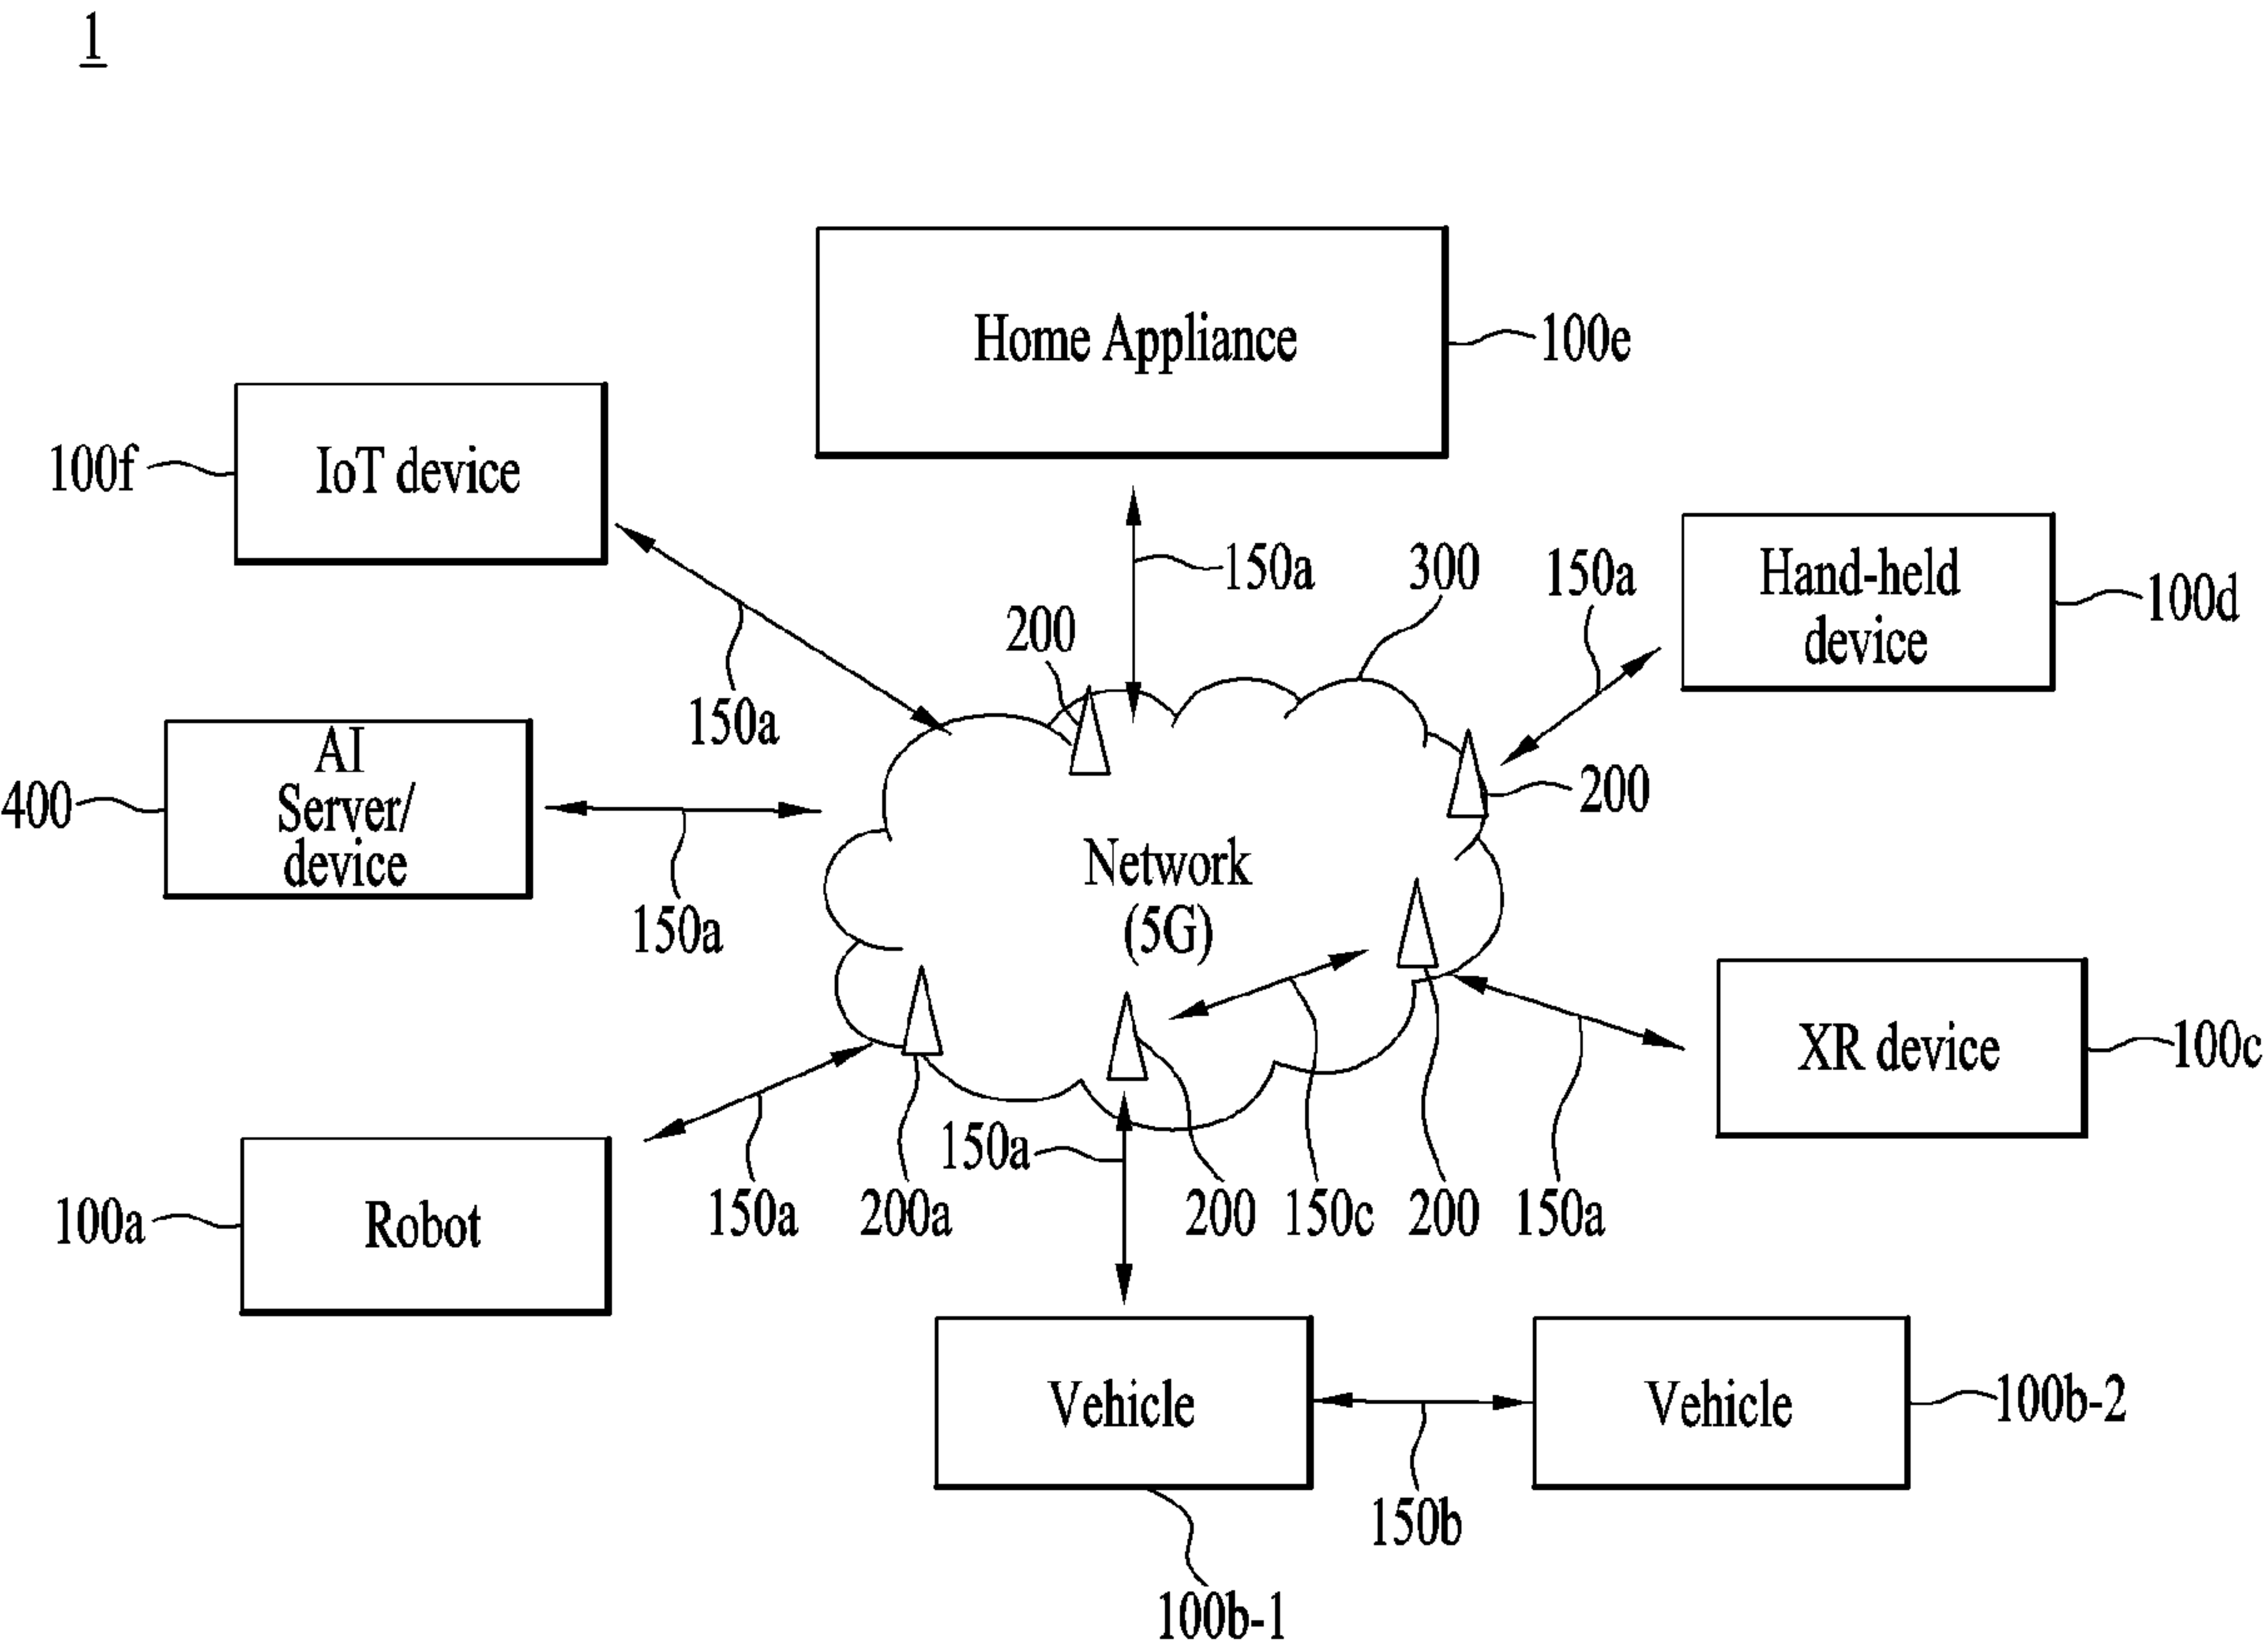 1
Home Appliance
100e
IoT device
100f
150a
300
150a
Hand-held
device
100d
200
150a
AI
Server/
device
400
150a
200
Network
(5G)
XR device
100c
Robot
100a
150a
200a
150a
200
150c
200
150a
Vehicle
Vehicle
100b-2
150b
100b-1